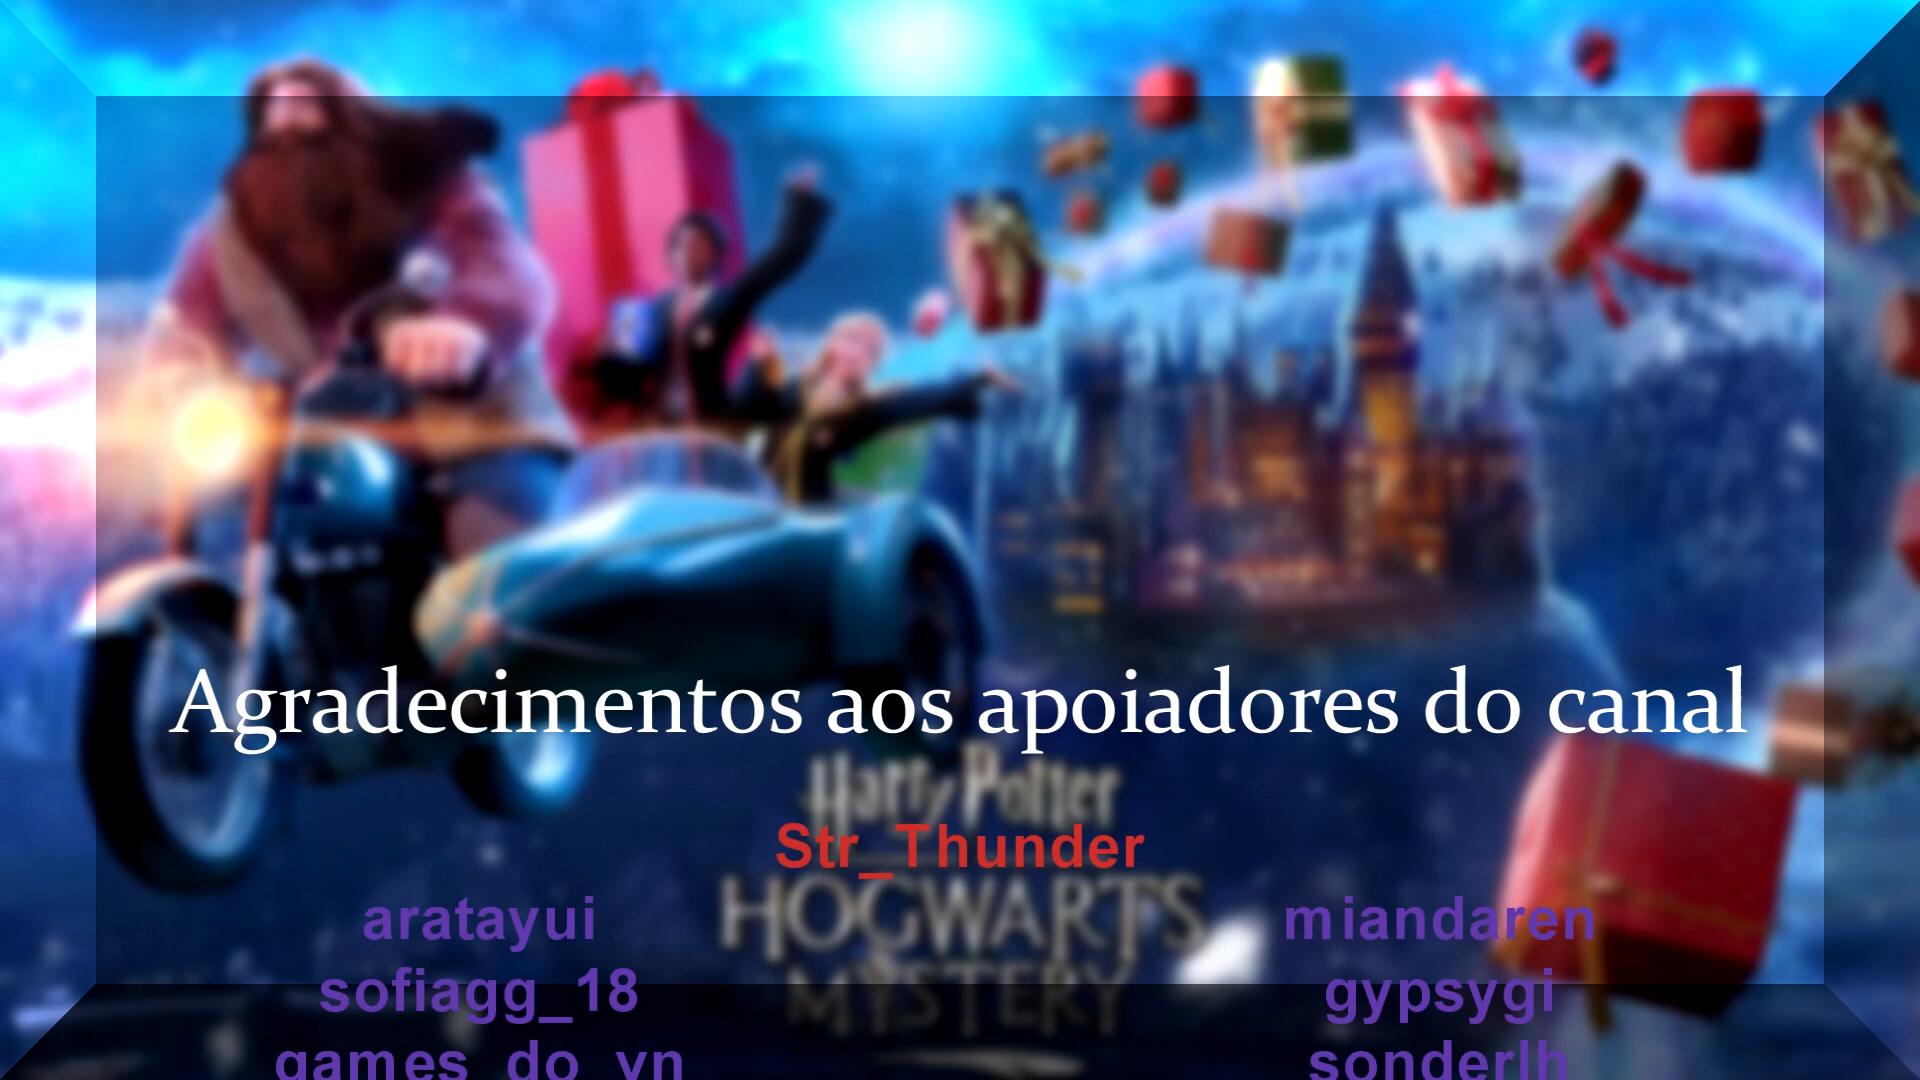 Agradecimentos aos apoiadores do canal
Harry Potter
Str_Thunder
HOGWARTS
aratayui
miandaren
MYSTERY
sofiagg_18
gypsygi
games_do_vn
sonderlh